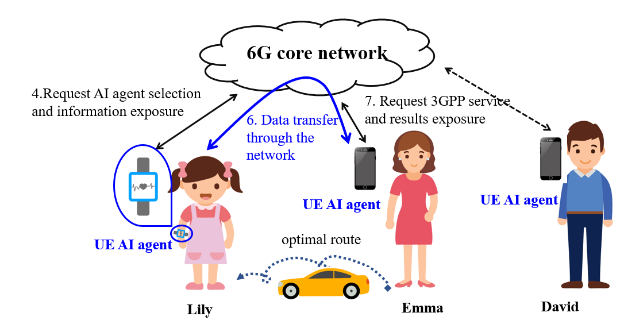 6G core network
4.Request AI agent selection
and information exposure
6. Data transfer
through the
network
7. Request 3GPP service
and results exposure
UE AI agent
UE AI agent
UE AI agent
optimal route
Lily
Emma
David